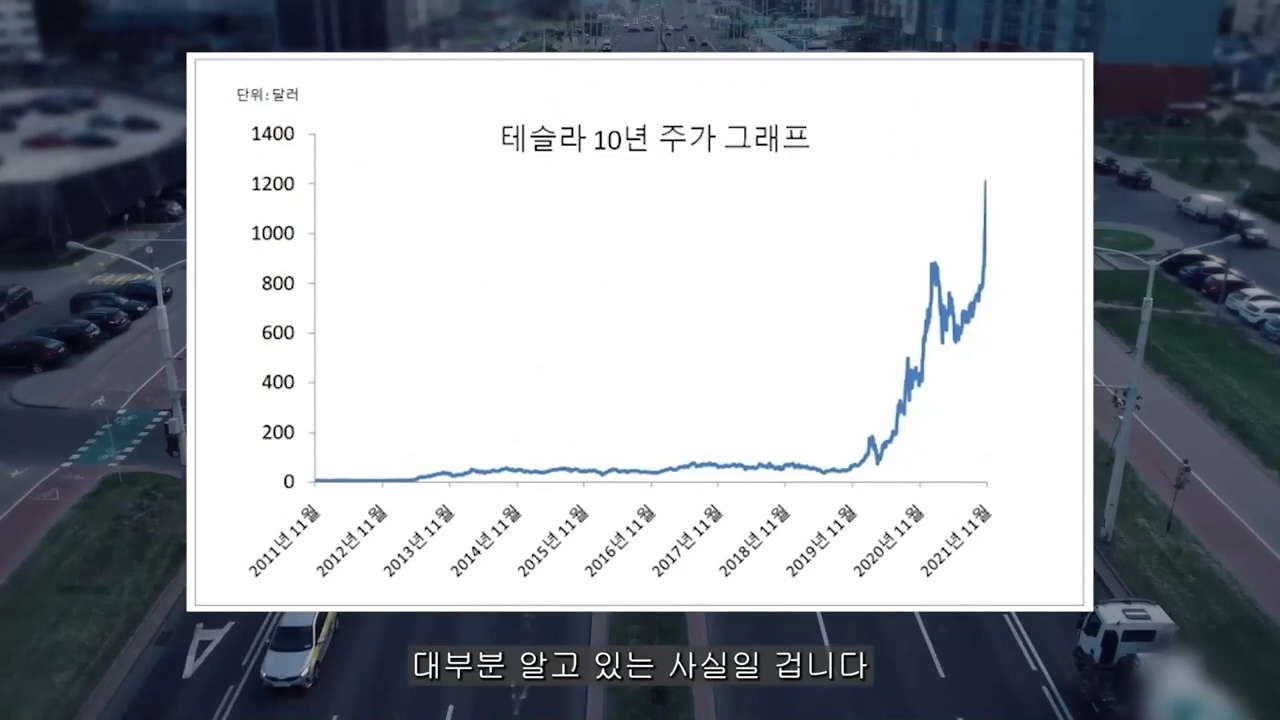 단위:달러
테슬라 10년 주가 그래프
1400
1200
1000
800
600
400
200
0
2011년 11월
2012년 11월
2013년 11월
2014년 11월
2015년 11월
2016년 11월
2017년 11월
2018년 11월
2019년 11월
2020년 11월
2021년 11월
대부분 알고 있는 사실일 겁니다